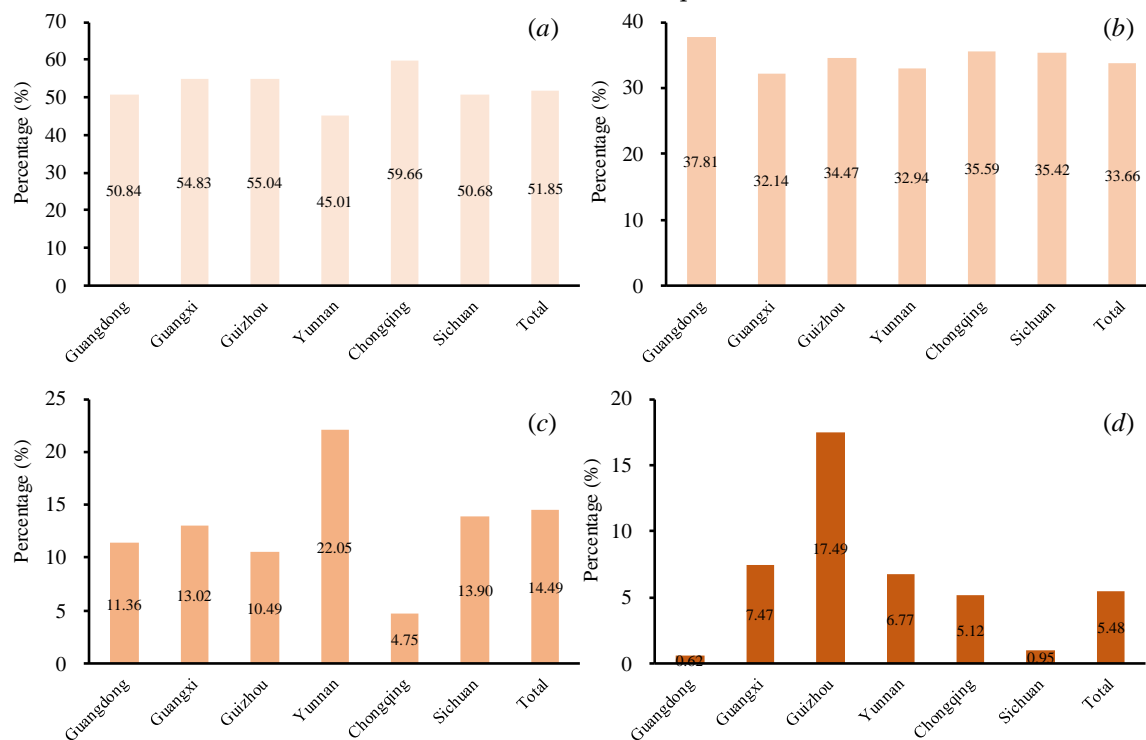 (a)
Percentage (%)
70
60
50
40
30
20
10
0
50.84
54.83
55.04
45.01
59.66
50.68
51.85
Guangdong
Guangxi
Guizhou
Yunnan
Chongqing
Sichuan
Total
(b)
Percentage (%)
40
30
20
10
0
37.81
32.14
34.47
32.94
35.59
35.42
33.66
Guangdong
Guangxi
Guizhou
Yunnan
Chongqing
Sichuan
Total
(c)
Percentage (%)
25
20
15
10
5
0
11.36
13.02
10.49
22.05
4.75
13.90
14.49
Guangdong
Guangxi
Guizhou
Yunnan
Chongqing
Sichuan
Total
(d)
Percentage (%)
20
15
10
5
0
0.62
7.47
17.49
6.77
5.12
0.95
5.48
Guangdong
Guangxi
Guizhou
Yunnan
Chongqing
Sichuan
Total